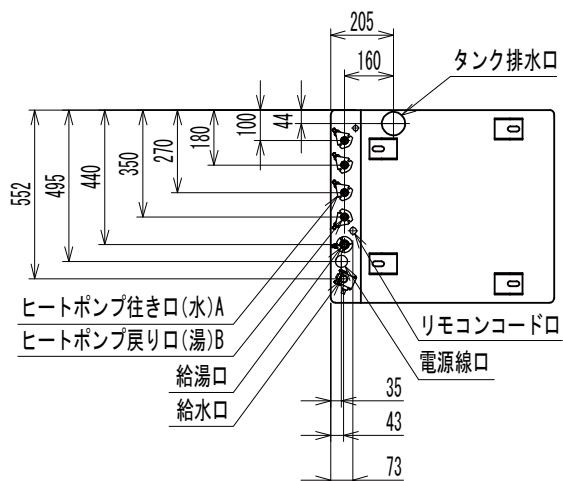 205
160
タンク排水口
44
100
180
270
350
440
495
552
ヒートポンプ往き口(水)A
ヒートポンプ戻り口(湯)B
給湯口
給水口
リモコンコード口
電源線口
35
43
73